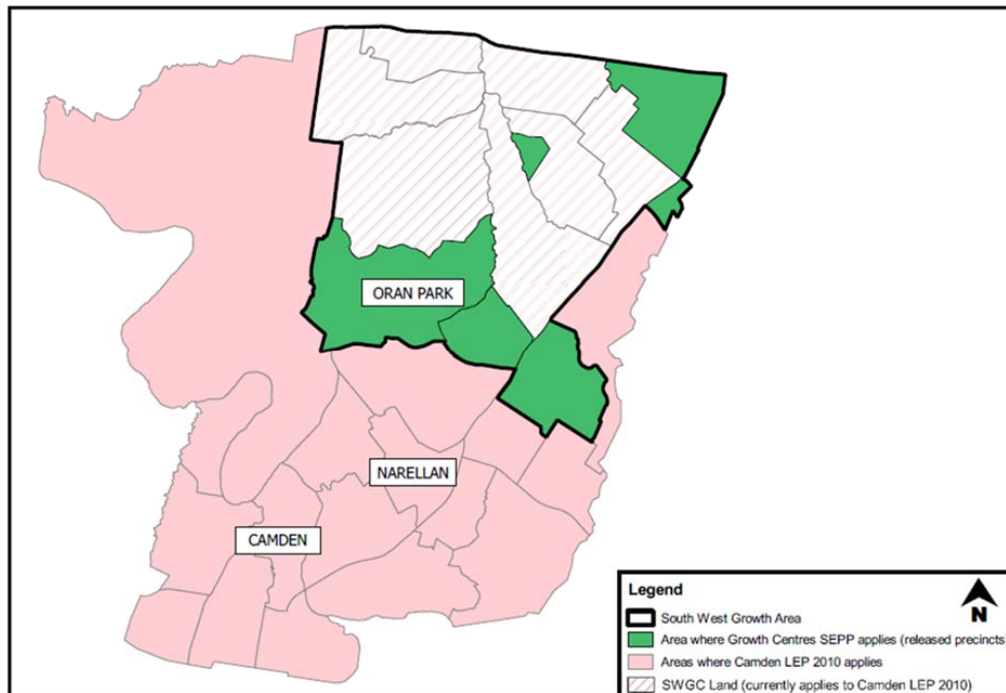 ORAN PARK
NARELLAN
CAMDEN
Legend
N
South West Growth Area
Area where Growth Centres SEPP applies (released precincts)
Areas where Camden LEP 2010 applies
SWGC Land (currently applies to Camden LEP 2010)